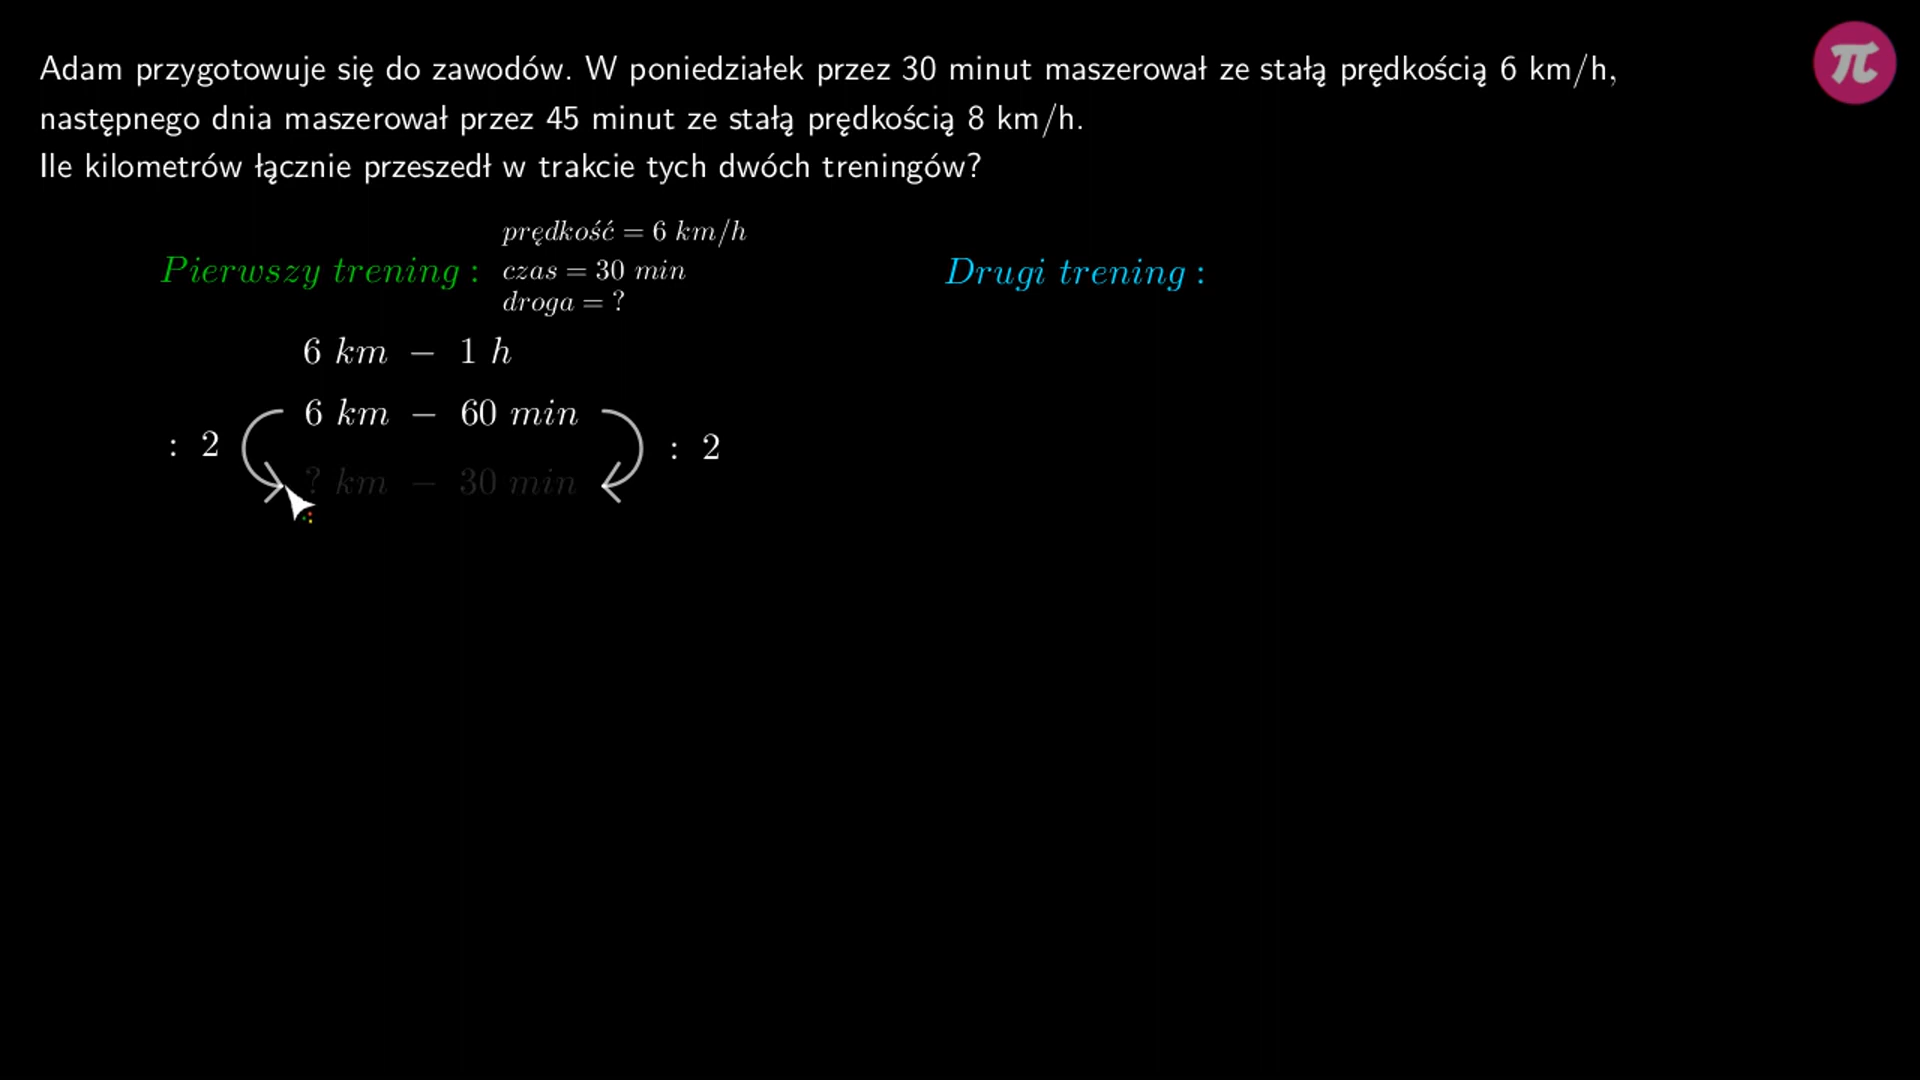 Adam przygotowuje się do zawodów. W poniedziałek przez 30 minut maszerował ze stałą prędkością 6 km/h,
następnego dnia maszerował przez 45 minut ze stałą prędkością 8 km/h.
Ile kilometrów łącznie przeszedł w trakcie tych dwóch treningów?
Pierwszy trening :
prędkość = 6 km/h
czas = 30 min
droga = ?
6 km – 1 h
6 km – 60 min
: 2
: 2
? km – 30 min
Drugi trening :
π